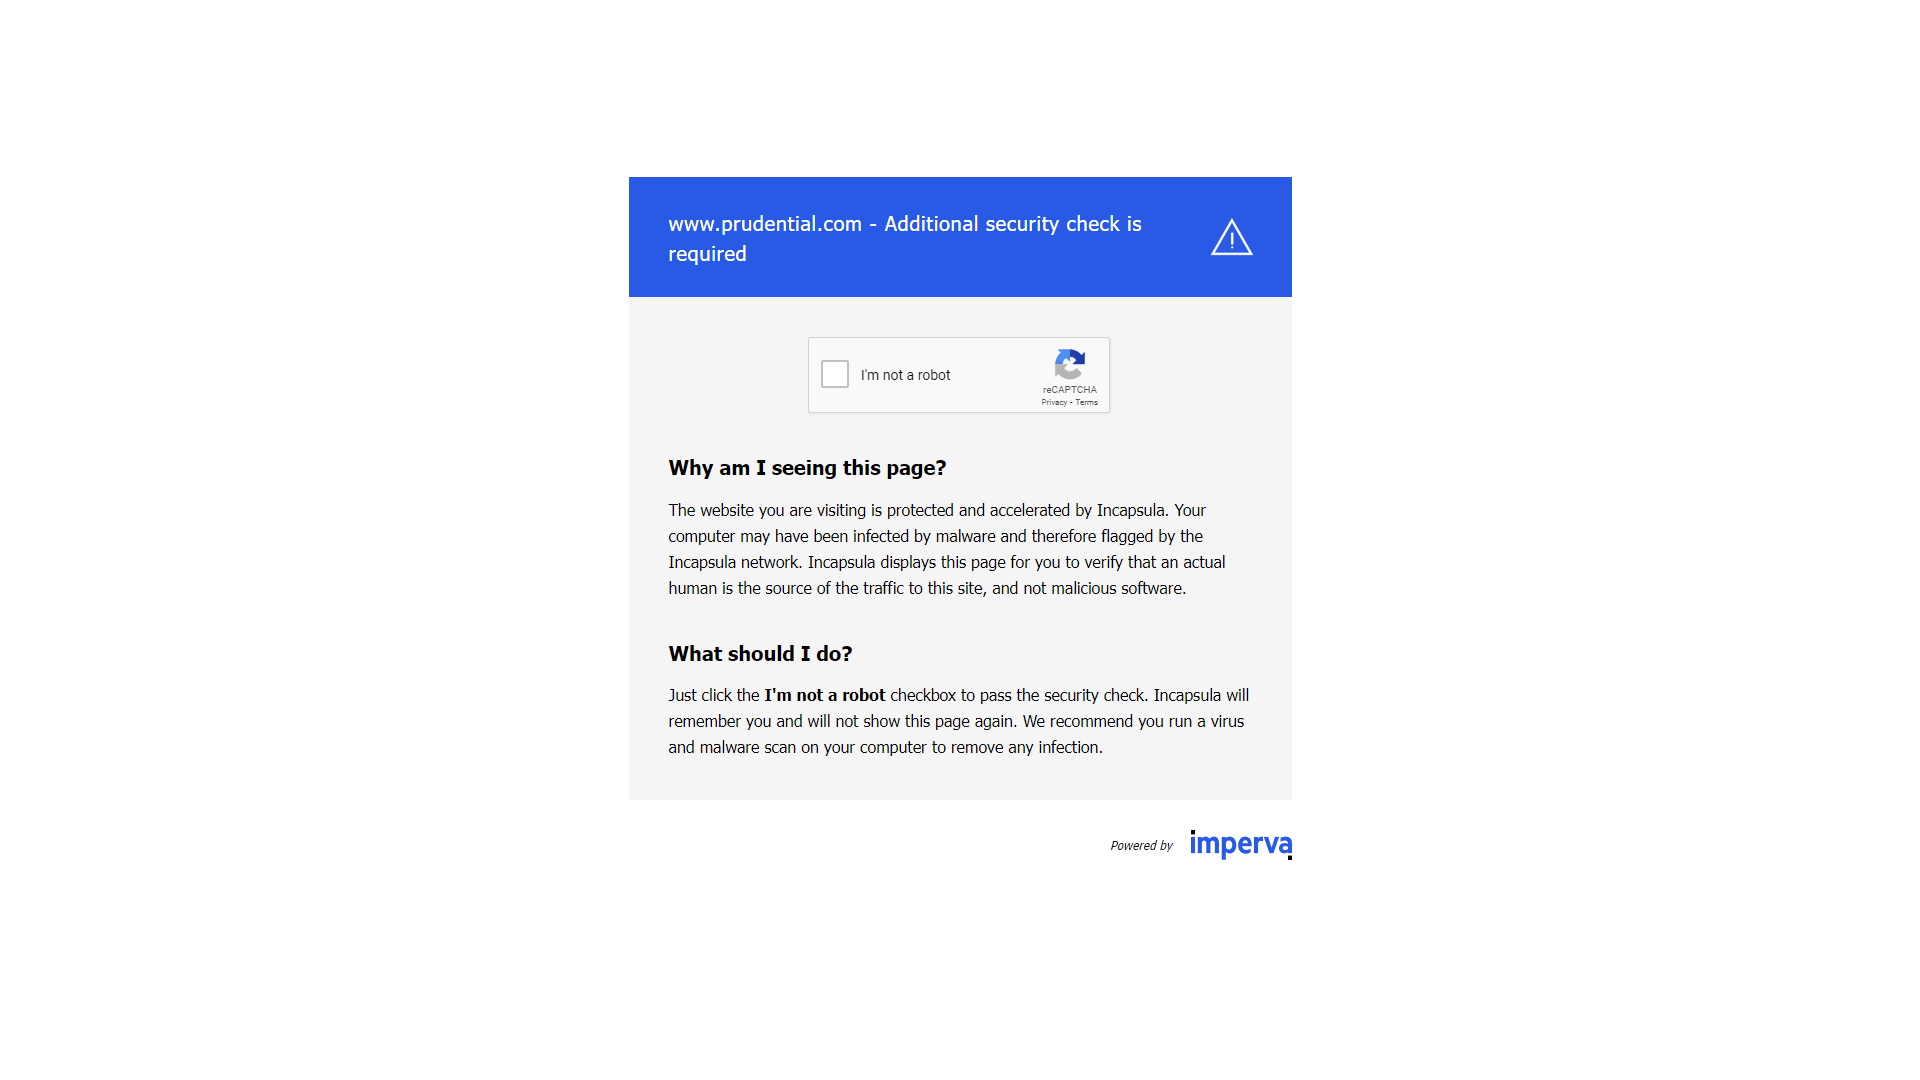 www.prudential.com - Additional security check is
required
I'm not a robot
reCAPTCHA
Privacy - Terms
Why am I seeing this page?
The website you are visiting is protected and accelerated by Incapsula. Your
computer may have been infected by malware and therefore flagged by the
Incapsula network. Incapsula displays this page for you to verify that an actual
human is the source of the traffic to this site, and not malicious software.
What should I do?
Just click the I'm not a robot checkbox to pass the security check. Incapsula will
remember you and will not show this page again. We recommend you run a virus
and malware scan on your computer to remove any infection.
Powered by imperva